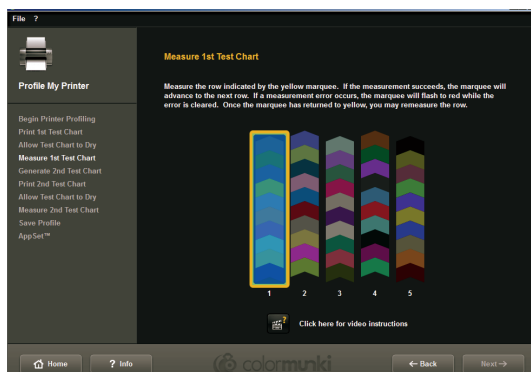 File ?
Measure 1st Test Chart
Profile My Printer
Measure the row indicated by the yellow marquee. If the measurement succeeds, the marquee will
advance to the next row. If a measurement error occurs, the marquee will flash to red while the
error is cleared. Once the marquee has returned to yellow, you may remeasure the row.
Begin Printer Profiling
Print 1st Test Chart
Allow Test Chart to Dry
Measure 1st Test Chart
Generate 2nd Test Chart
Print 2nd Test Chart
Allow Test Chart to Dry
Measure 2nd Test Chart
Save Profile
AppSet™
1 2 3 4 5
?
Click here for video instructions
Home ? Info colormunki ← Back Next →